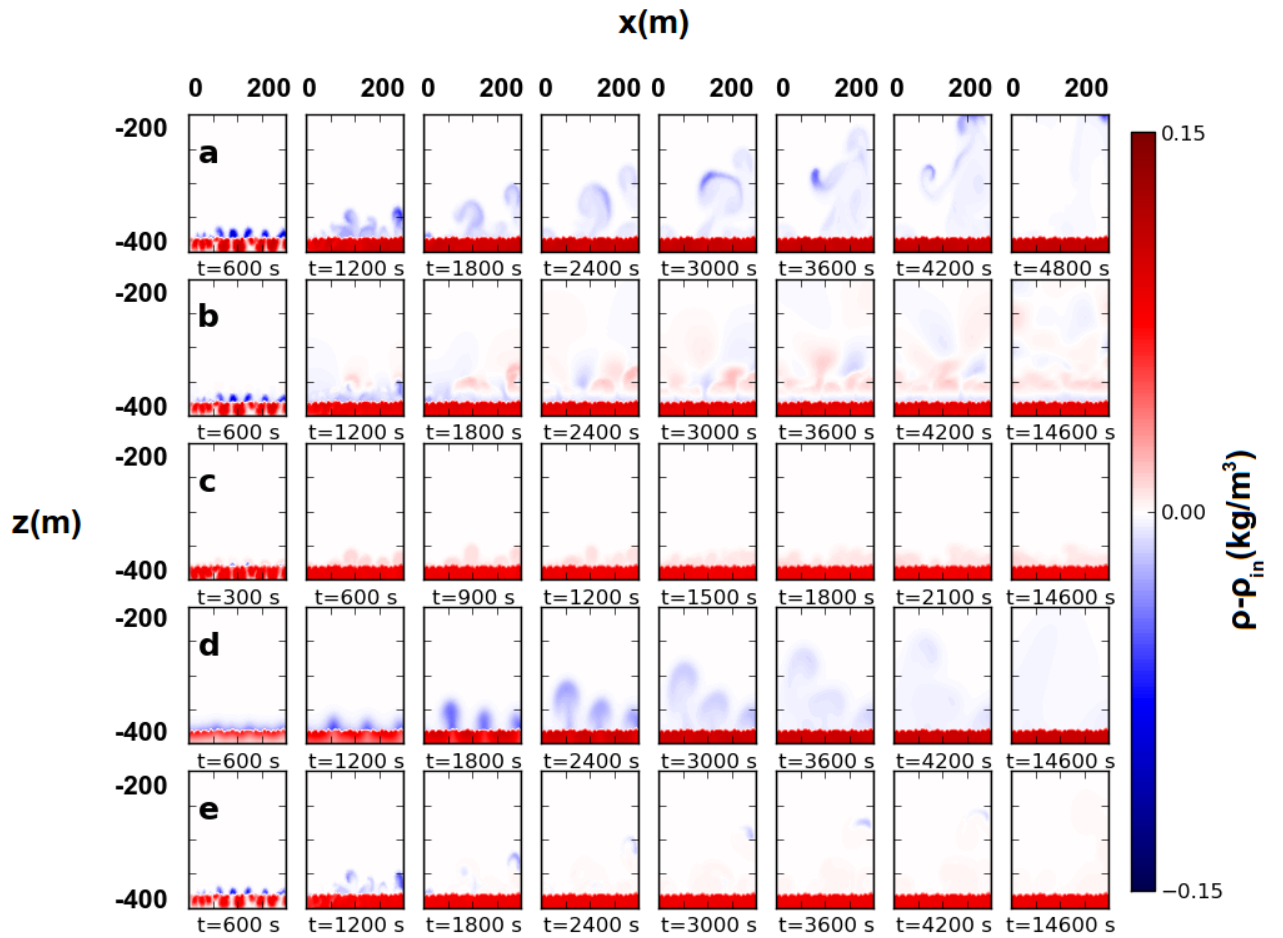 x(m)
0 200 0 200 0 200 0 200 0 200 0 200 0 200 0 200
-200
a
-400
t=600 s t=1200 s t=1800 s t=2400 s t=3000 s t=3600 s t=4200 s t=4800 s
-200
b
-400
t=600 s t=1200 s t=1800 s t=2400 s t=3000 s t=3600 s t=4200 s t=14600 s
-200
c
z(m)
-400
t=300 s t=600 s t=900 s t=1200 s t=1500 s t=1800 s t=2100 s t=14600 s
-200
d
-400
t=600 s t=1200 s t=1800 s t=2400 s t=3000 s t=3600 s t=4200 s t=14600 s
-200
e
-400
t=600 s t=1200 s t=1800 s t=2400 s t=3000 s t=3600 s t=4200 s t=14600 s
0.15
0.00
−0.15
ρ-ρin(kg/m³)